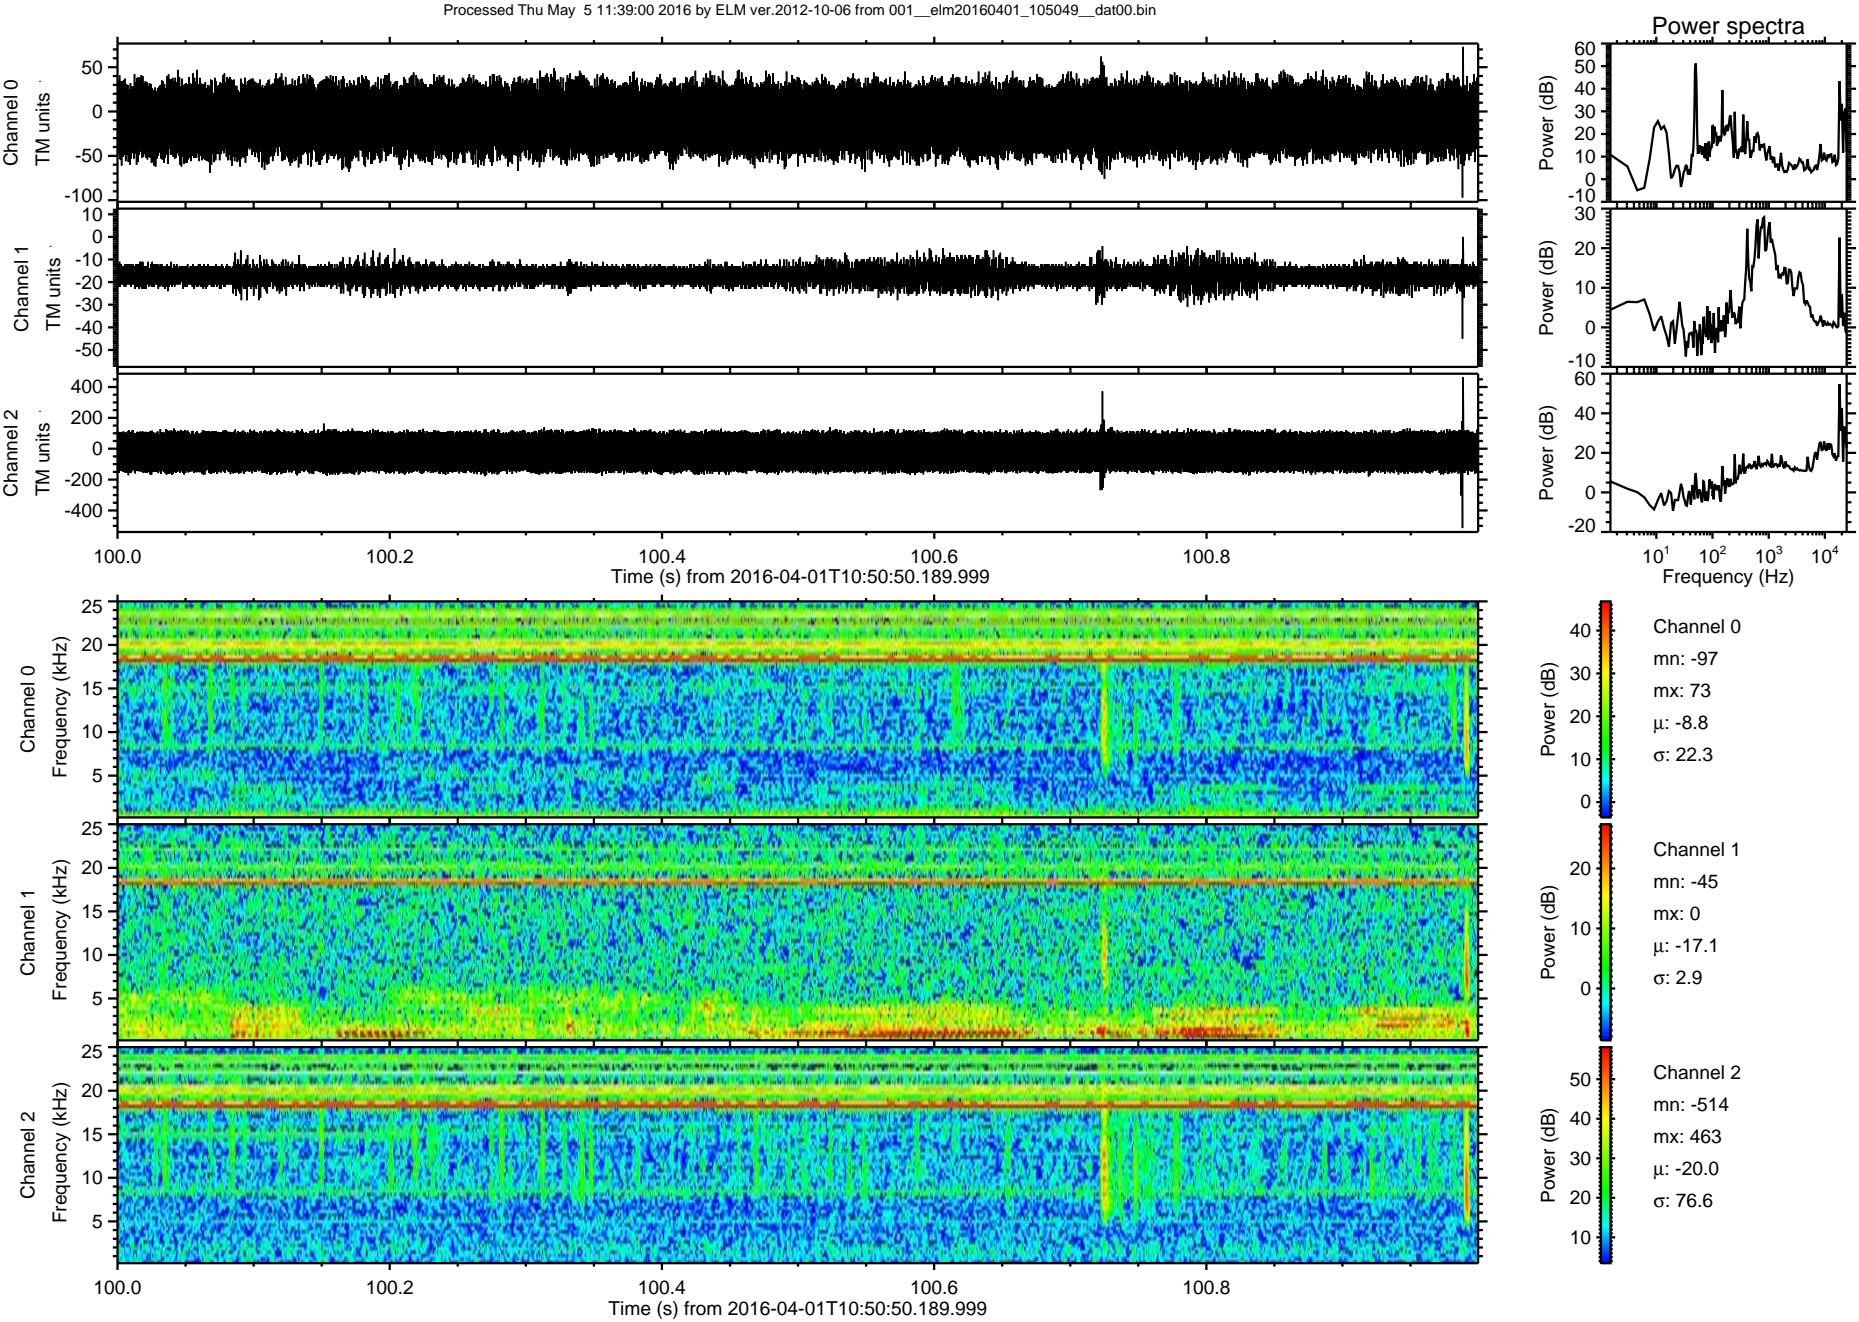 Processed Thu May  5 11:39:00 2016 by ELM ver.2012-10-06 from 001__elm20160401_105049__dat00.bin
Power spectra
Channel 0
TM units
50
0
-50
-100
Power (dB)
60
50
40
30
20
10
0
-10
Channel 1
TM units
10
0
-10
-20
-30
-40
-50
Power (dB)
30
20
10
0
-10
Channel 2
TM units
400
200
0
-200
-400
Power (dB)
60
40
20
0
-20
100.0 100.2 100.4 100.6 100.8
Time (s) from 2016-04-01T10:50:50.189.999
10¹ 10² 10³ 10⁴
Frequency (Hz)
Channel 0
Frequency (kHz)
25
20
15
10
5
Power (dB)
40
30
20
10
0
Channel 0
mn: -97
mx: 73
μ: -8.8
σ: 22.3
Channel 1
Frequency (kHz)
25
20
15
10
5
Power (dB)
20
10
0
Channel 1
mn: -45
mx: 0
μ: -17.1
σ: 2.9
Channel 2
Frequency (kHz)
25
20
15
10
5
Power (dB)
50
40
30
20
10
Channel 2
mn: -514
mx: 463
μ: -20.0
σ: 76.6
100.0 100.2 100.4 100.6 100.8
Time (s) from 2016-04-01T10:50:50.189.999